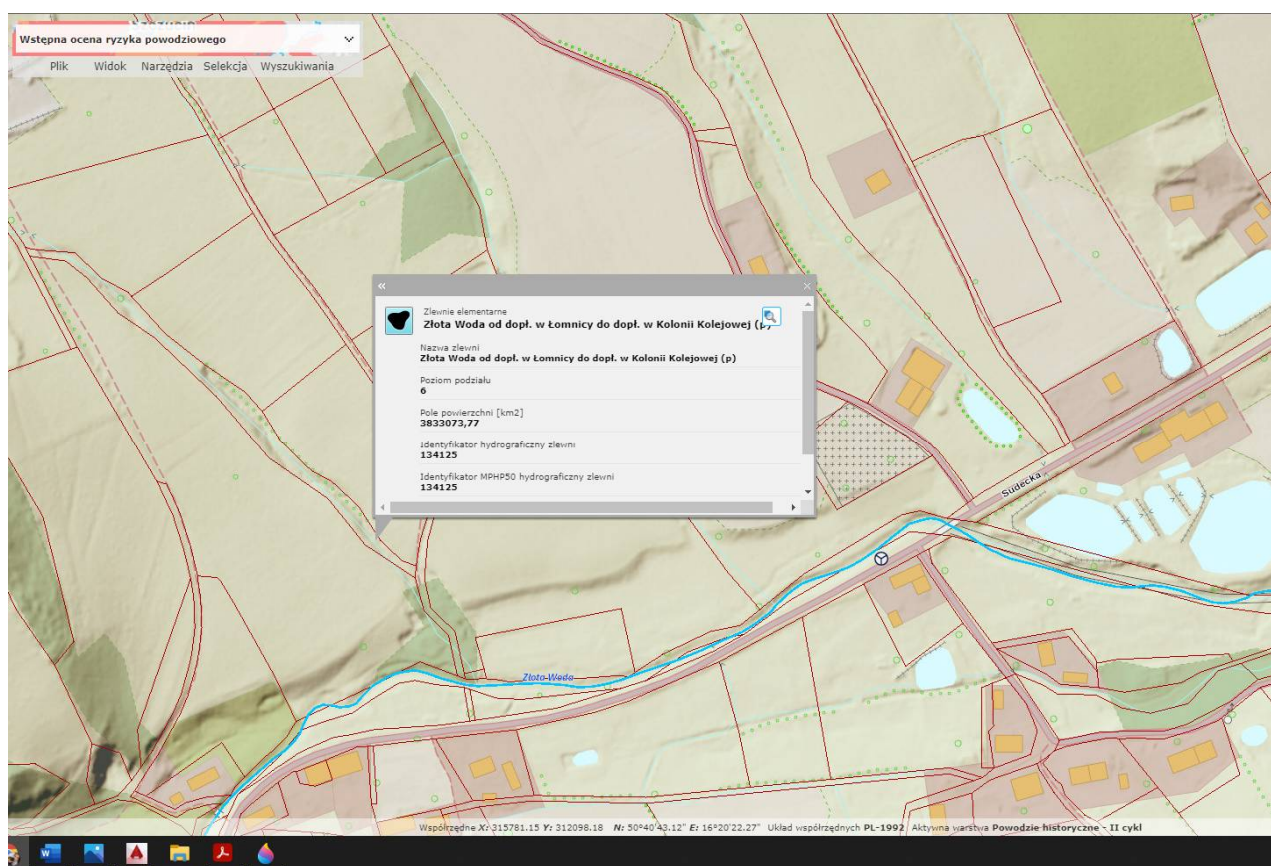 Wstępna ocena ryzyka powodziowego
Plik Widok Narzędzia Selekcja Wyszukiwania
Zlewnie elementarne
Złota Woda od dopł. w Łomnicy do dopł. w Kolonii Kolejowej (p)
Nazwa zlewni
Złota Woda od dopł. w Łomnicy do dopł. w Kolonii Kolejowej (p)
Poziom podziału
6
Pole powierzchni [km2]
3833073,77
Identyfikator hydrograficzny zlewni
134125
Identyfikator MPHP50 hydrograficzny zlewni
134125
Sudecka
Złota Woda
Współrzędne X: 315781.15 Y: 312098.18 N: 50°40'43.12" E: 16°20'22.27" Układ współrzędnych PL-1992 Aktywna warstwa Powodzie historyczne - II cykl